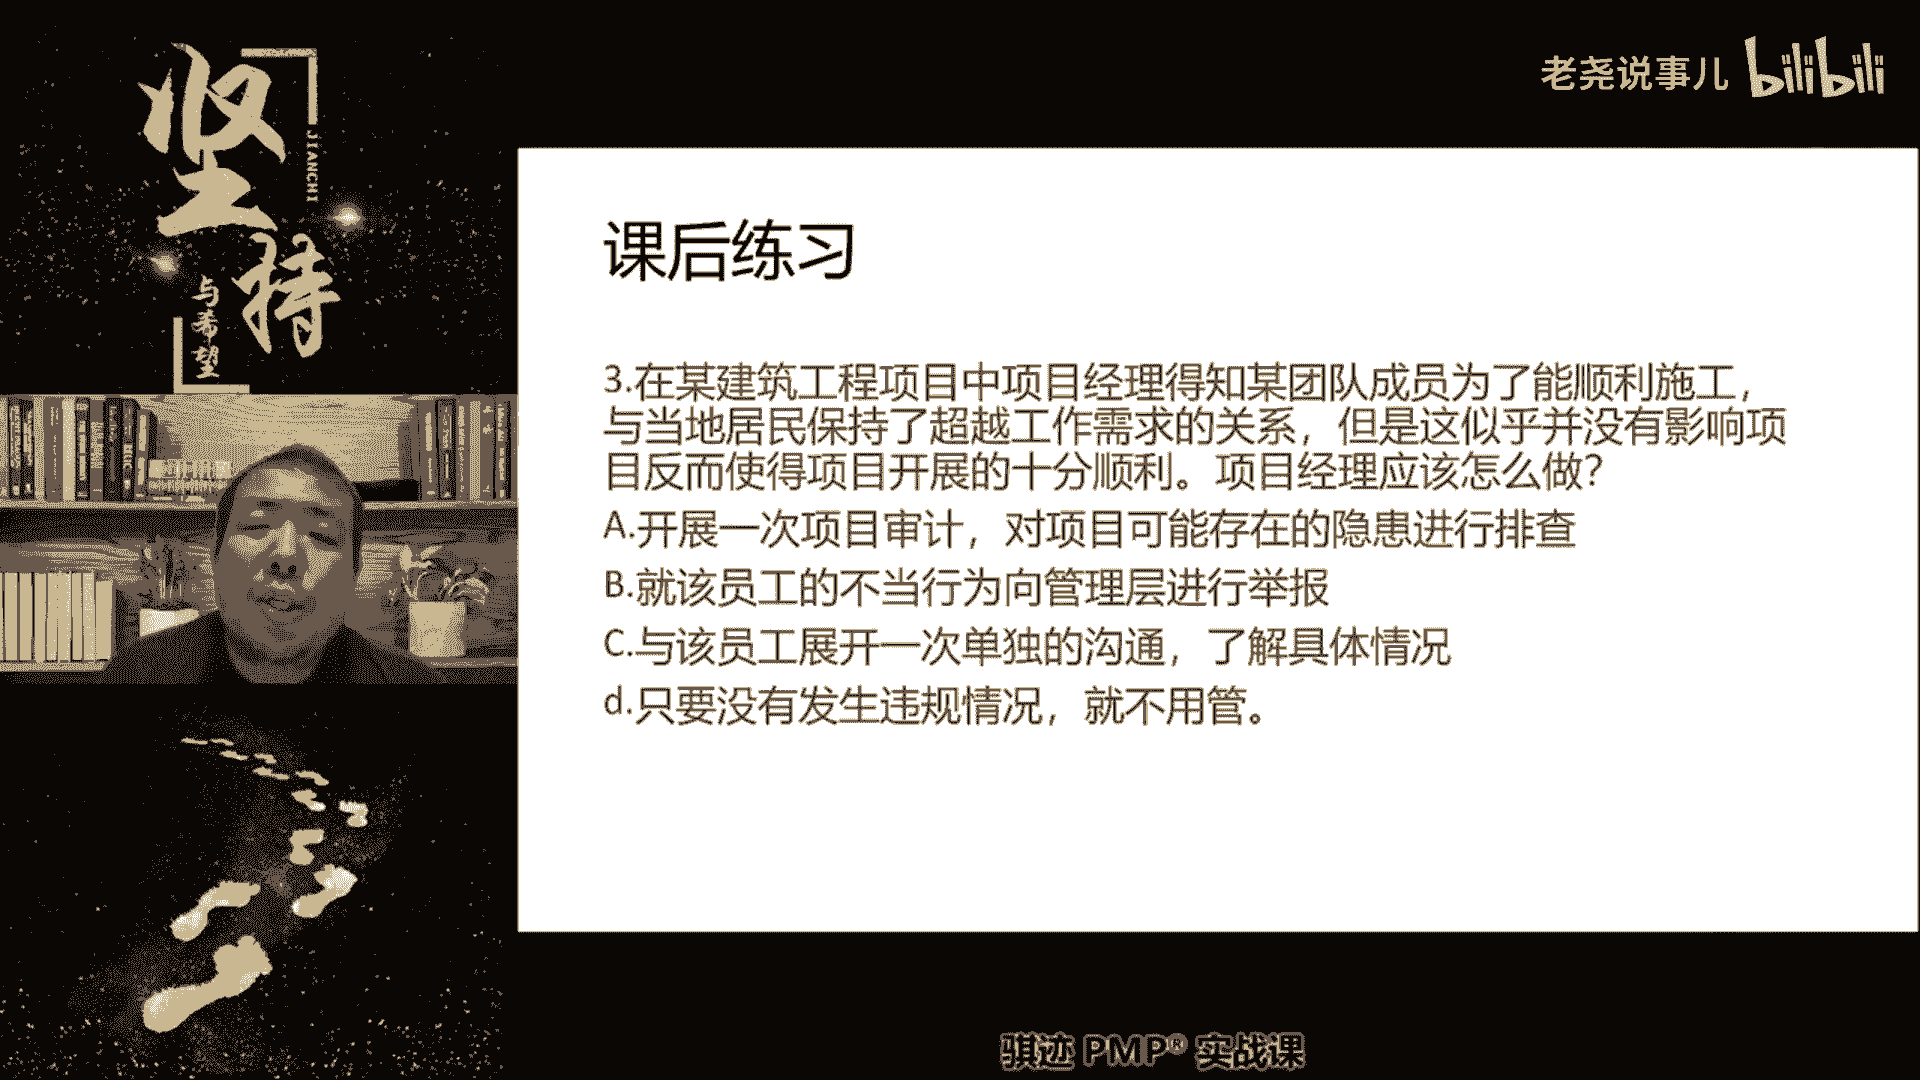 坚
持
JIANCHI
与希望
老尧说事儿 bilibili
课后练习
3.在某建筑工程项目中项目经理得知某团队成员为了能顺利施工，
与当地居民保持了超越工作需求的关系，但是这似乎并没有影响项
目反而使得项目开展的十分顺利。项目经理应该怎么做？
A.开展一次项目审计，对项目可能存在的隐患进行排查
B.就该员工的不当行为向管理层进行举报
C.与该员工展开一次单独的沟通，了解具体情况
d.只要没有发生违规情况，就不用管。
骐迹 PMP® 实战课